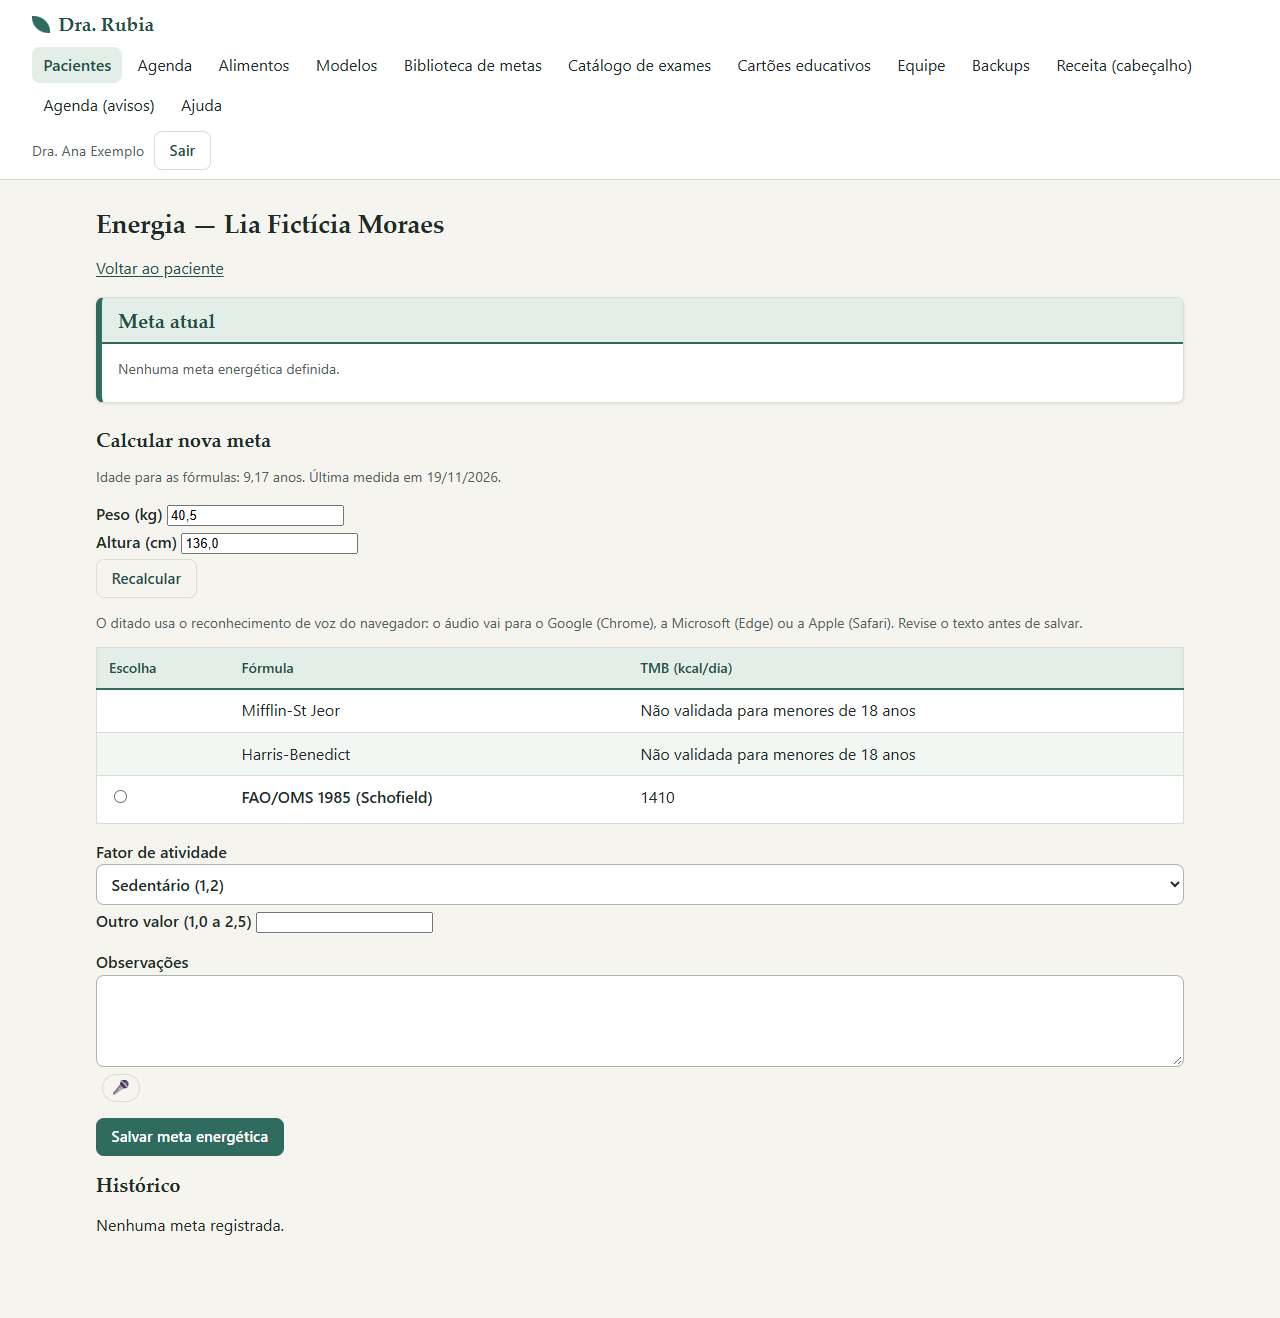 Dra. Rubia
Pacientes Agenda Alimentos Modelos Biblioteca de metas Catálogo de exames Cartões educativos Equipe Backups Receita (cabeçalho)
Agenda (avisos) Ajuda
Dra. Ana Exemplo Sair
Energia — Lia Fictícia Moraes
Voltar ao paciente
Meta atual
Nenhuma meta energética definida.
Calcular nova meta
Idade para as fórmulas: 9,17 anos. Última medida em 19/11/2026.
Peso (kg) 40,5
Altura (cm) 136,0
Recalcular
O ditado usa o reconhecimento de voz do navegador: o áudio vai para o Google (Chrome), a Microsoft (Edge) ou a Apple (Safari). Revise o texto antes de salvar.
Escolha Fórmula TMB (kcal/dia)
Mifflin-St Jeor Não validada para menores de 18 anos
Harris-Benedict Não validada para menores de 18 anos
FAO/OMS 1985 (Schofield) 1410
Fator de atividade
Sedentário (1,2)
Outro valor (1,0 a 2,5)
Observações
Salvar meta energética
Histórico
Nenhuma meta registrada.